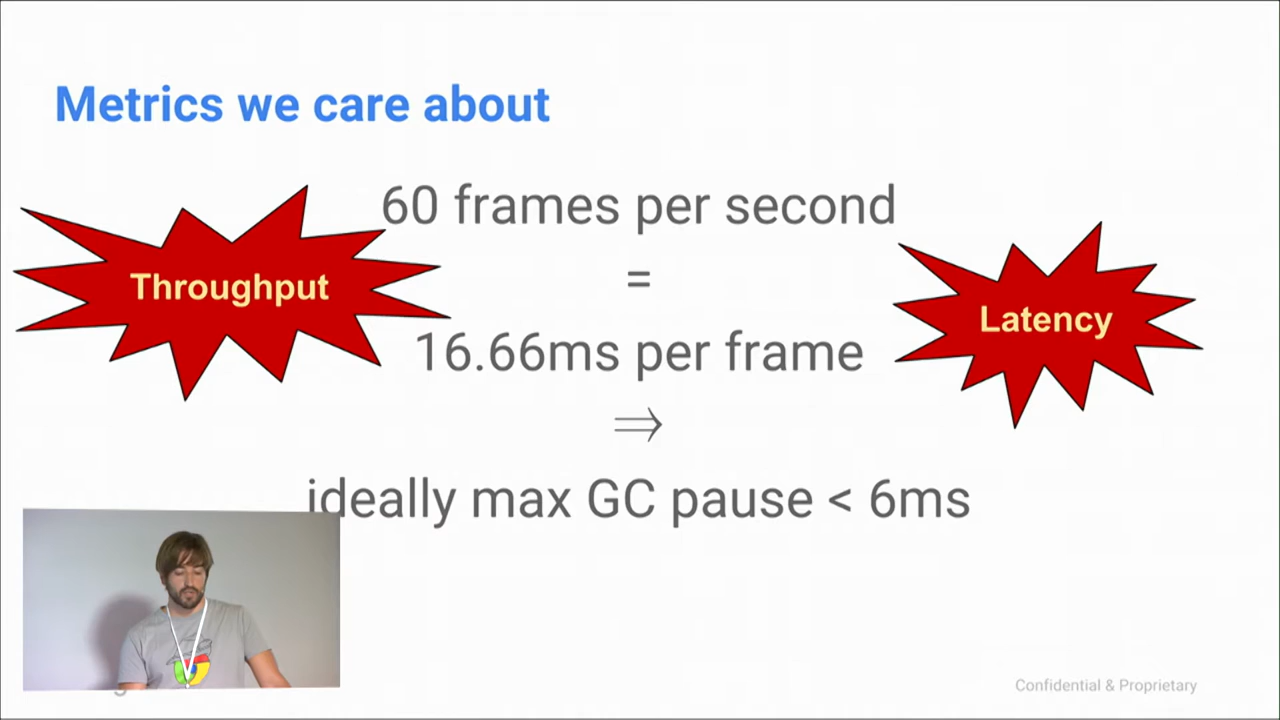 Metrics we care about
60 frames per second
Throughput
=
Latency
16.66ms per frame
⇒
ideally max GC pause < 6ms
Confidential & Proprietary